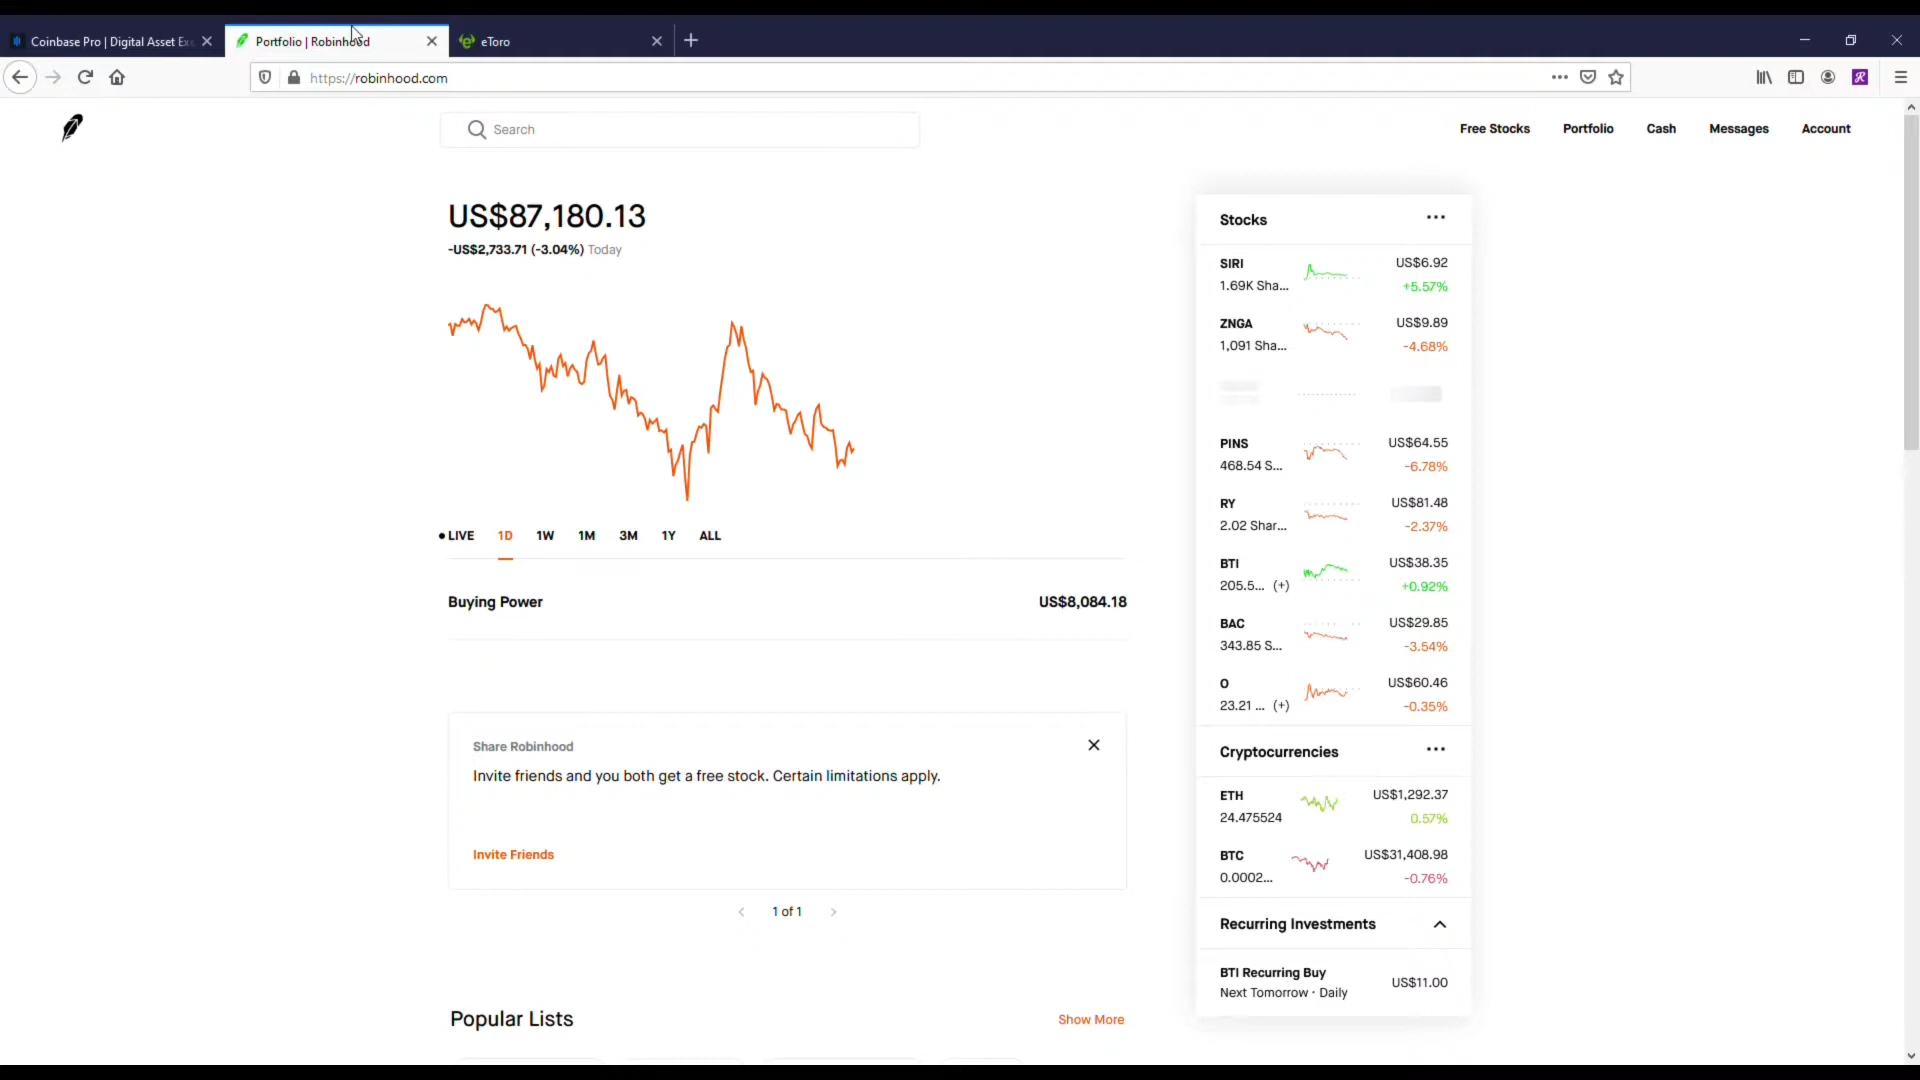 Coinbase Pro | Digital Asset Ex
Portfolio | Robinhood
eToro
https://robinhood.com
Search
Free Stocks
Portfolio
Cash
Messages
Account
US$87,180.13
-US$2,733.71 (-3.04%) Today
LIVE
1D
1W
1M
3M
1Y
ALL
Buying Power
US$8,084.18
Share Robinhood
Invite friends and you both get a free stock. Certain limitations apply.
Invite Friends
1 of 1
Popular Lists
Show More
Stocks
SIRI
US$6.92
1.69K Sha...
+5.57%
ZNGA
US$9.89
1,091 Sha...
-4.68%
PINS
US$64.55
468.54 S...
-6.78%
RY
US$81.48
2.02 Shar...
-2.37%
BTI
US$38.35
205.5... (+)
+0.92%
BAC
US$29.85
343.85 S...
-3.54%
O
US$60.46
23.21 ... (+)
-0.35%
Cryptocurrencies
ETH
US$1,292.37
24.475524
0.57%
BTC
US$31,408.98
0.0002...
-0.76%
Recurring Investments
BTI Recurring Buy
US$11.00
Next Tomorrow · Daily